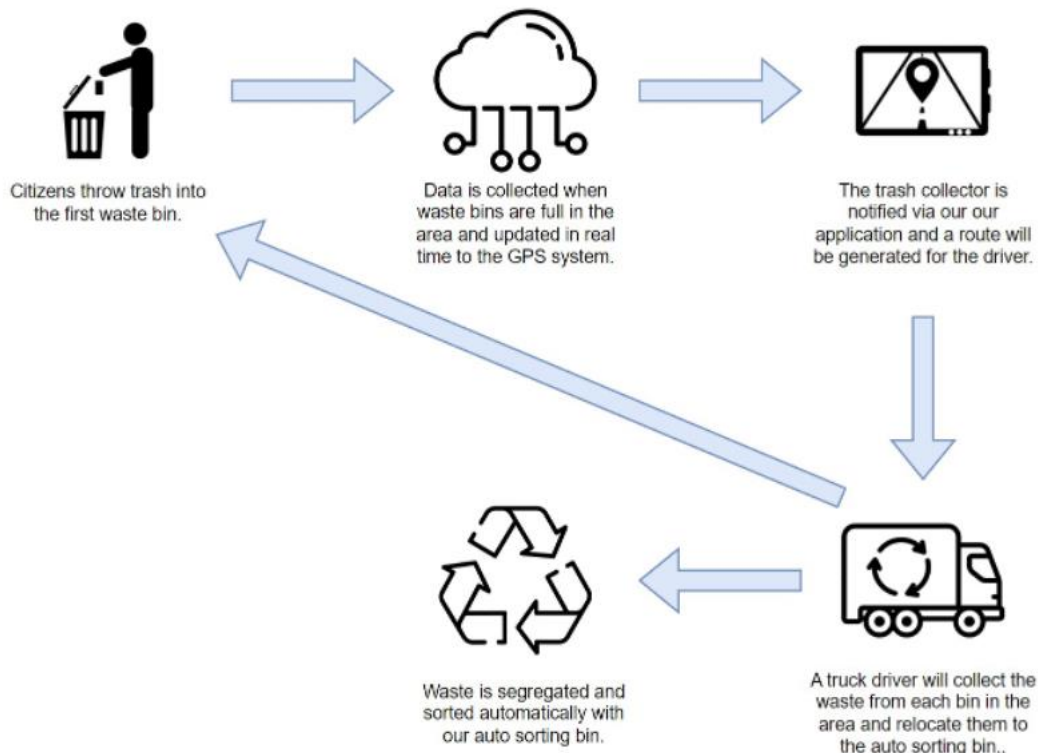 Citizens throw trash into
the first waste bin.
Data is collected when
waste bins are full in the
area and updated in real
time to the GPS system.
The trash collector is
notified via our our
application and a route will
be generated for the driver.
Waste is segregated and
sorted automatically with
our auto sorting bin.
A truck driver will collect the
waste from each bin in the
area and relocate them to
the auto sorting bin..